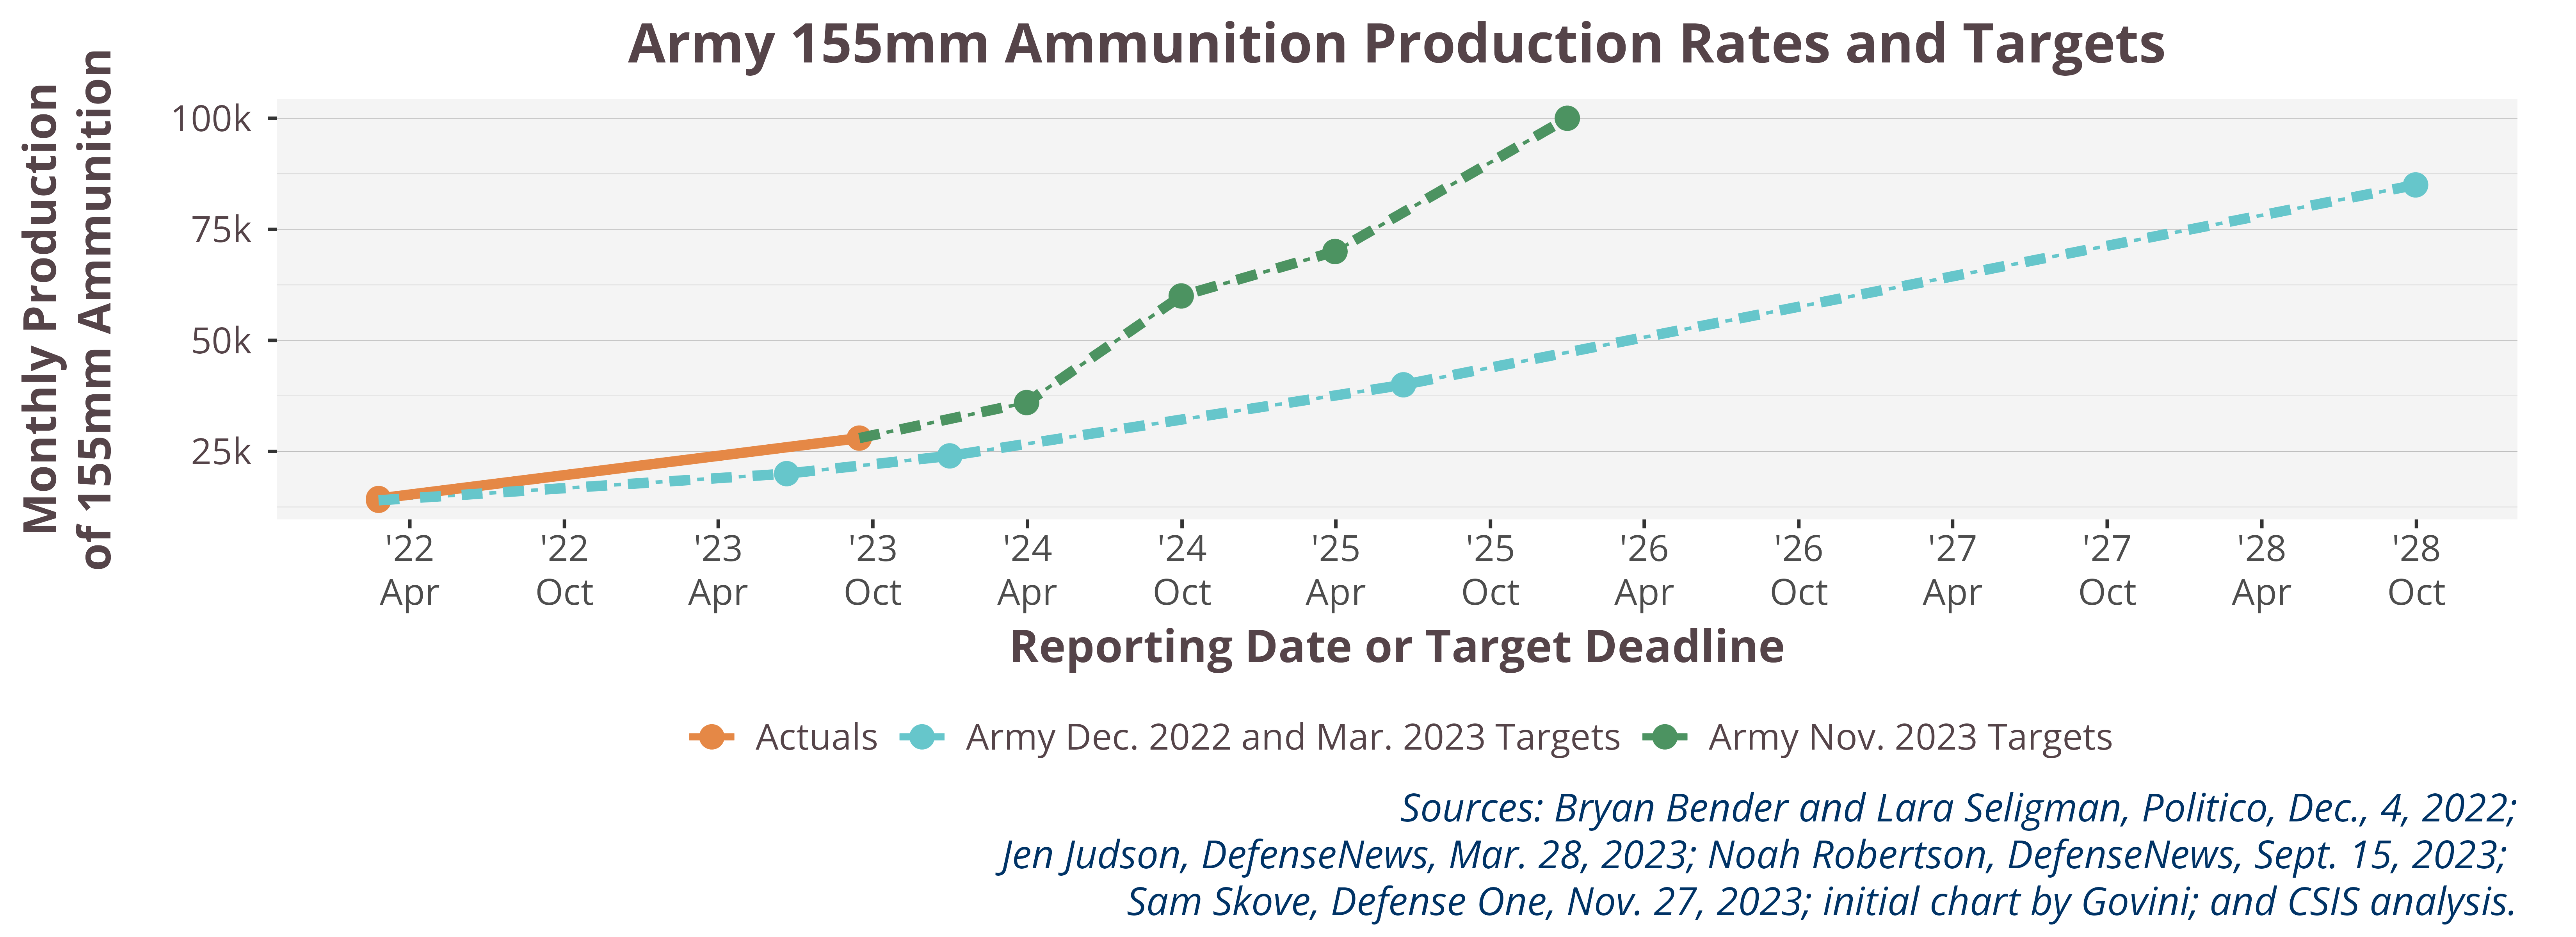 Army 155mm Ammunition Production Rates and Targets
Monthly Production
of 155mm Ammunition
100k
75k
50k
25k
'22 '22 '23 '23 '24 '24 '25 '25 '26 '26 '27 '27 '28 '28
Apr Oct Apr Oct Apr Oct Apr Oct Apr Oct Apr Oct Apr Oct
Reporting Date or Target Deadline
Actuals Army Dec. 2022 and Mar. 2023 Targets Army Nov. 2023 Targets
Sources: Bryan Bender and Lara Seligman, Politico, Dec., 4, 2022;
Jen Judson, DefenseNews, Mar. 28, 2023; Noah Robertson, DefenseNews, Sept. 15, 2023;
Sam Skove, Defense One, Nov. 27, 2023; initial chart by Govini; and CSIS analysis.